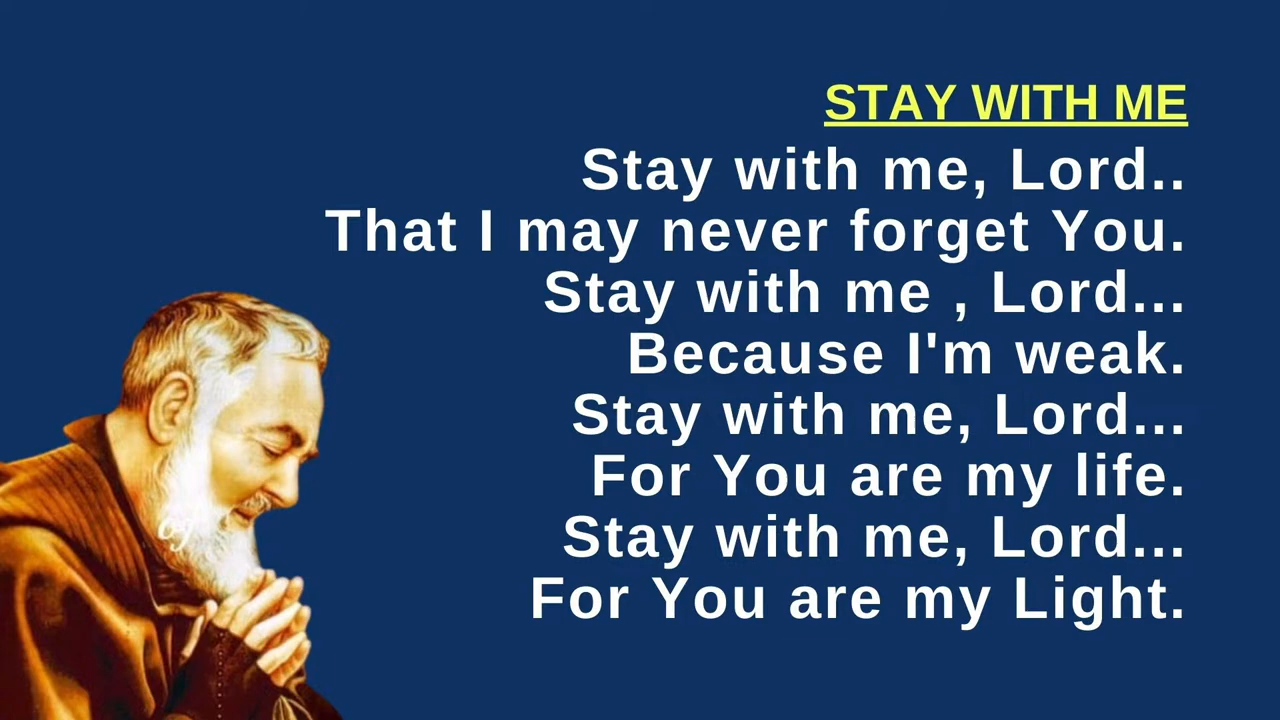 STAY WITH ME
Stay with me, Lord..
That I may never forget You.
Stay with me , Lord...
Because I'm weak.
Stay with me, Lord...
For You are my life.
Stay with me, Lord...
For You are my Light.
of